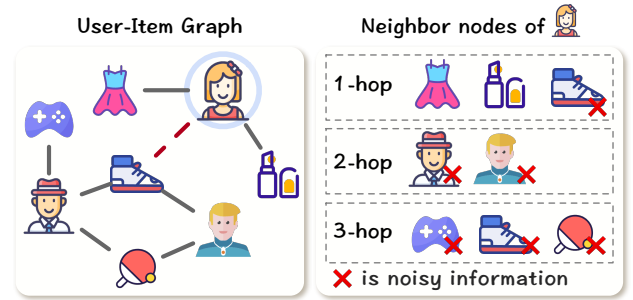 User-Item Graph
Neighbor nodes of
1-hop
2-hop
3-hop
is noisy information